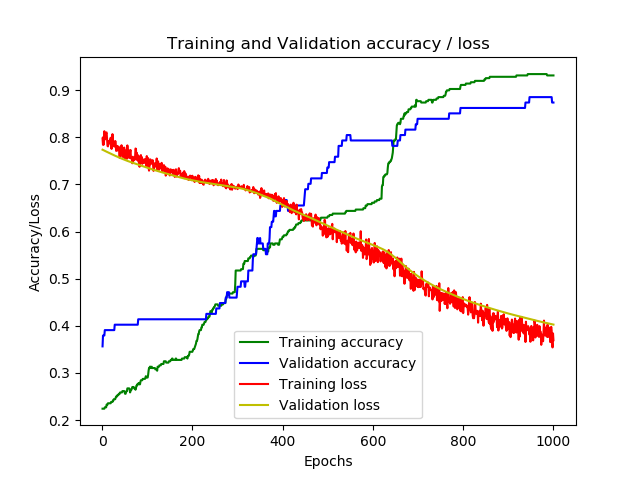 Training and Validation accuracy / loss
Accuracy/Loss
0.9
0.8
0.7
0.6
0.5
0.4
0.3
0.2
Training accuracy
Validation accuracy
Training loss
Validation loss
0 200 400 600 800 1000
Epochs